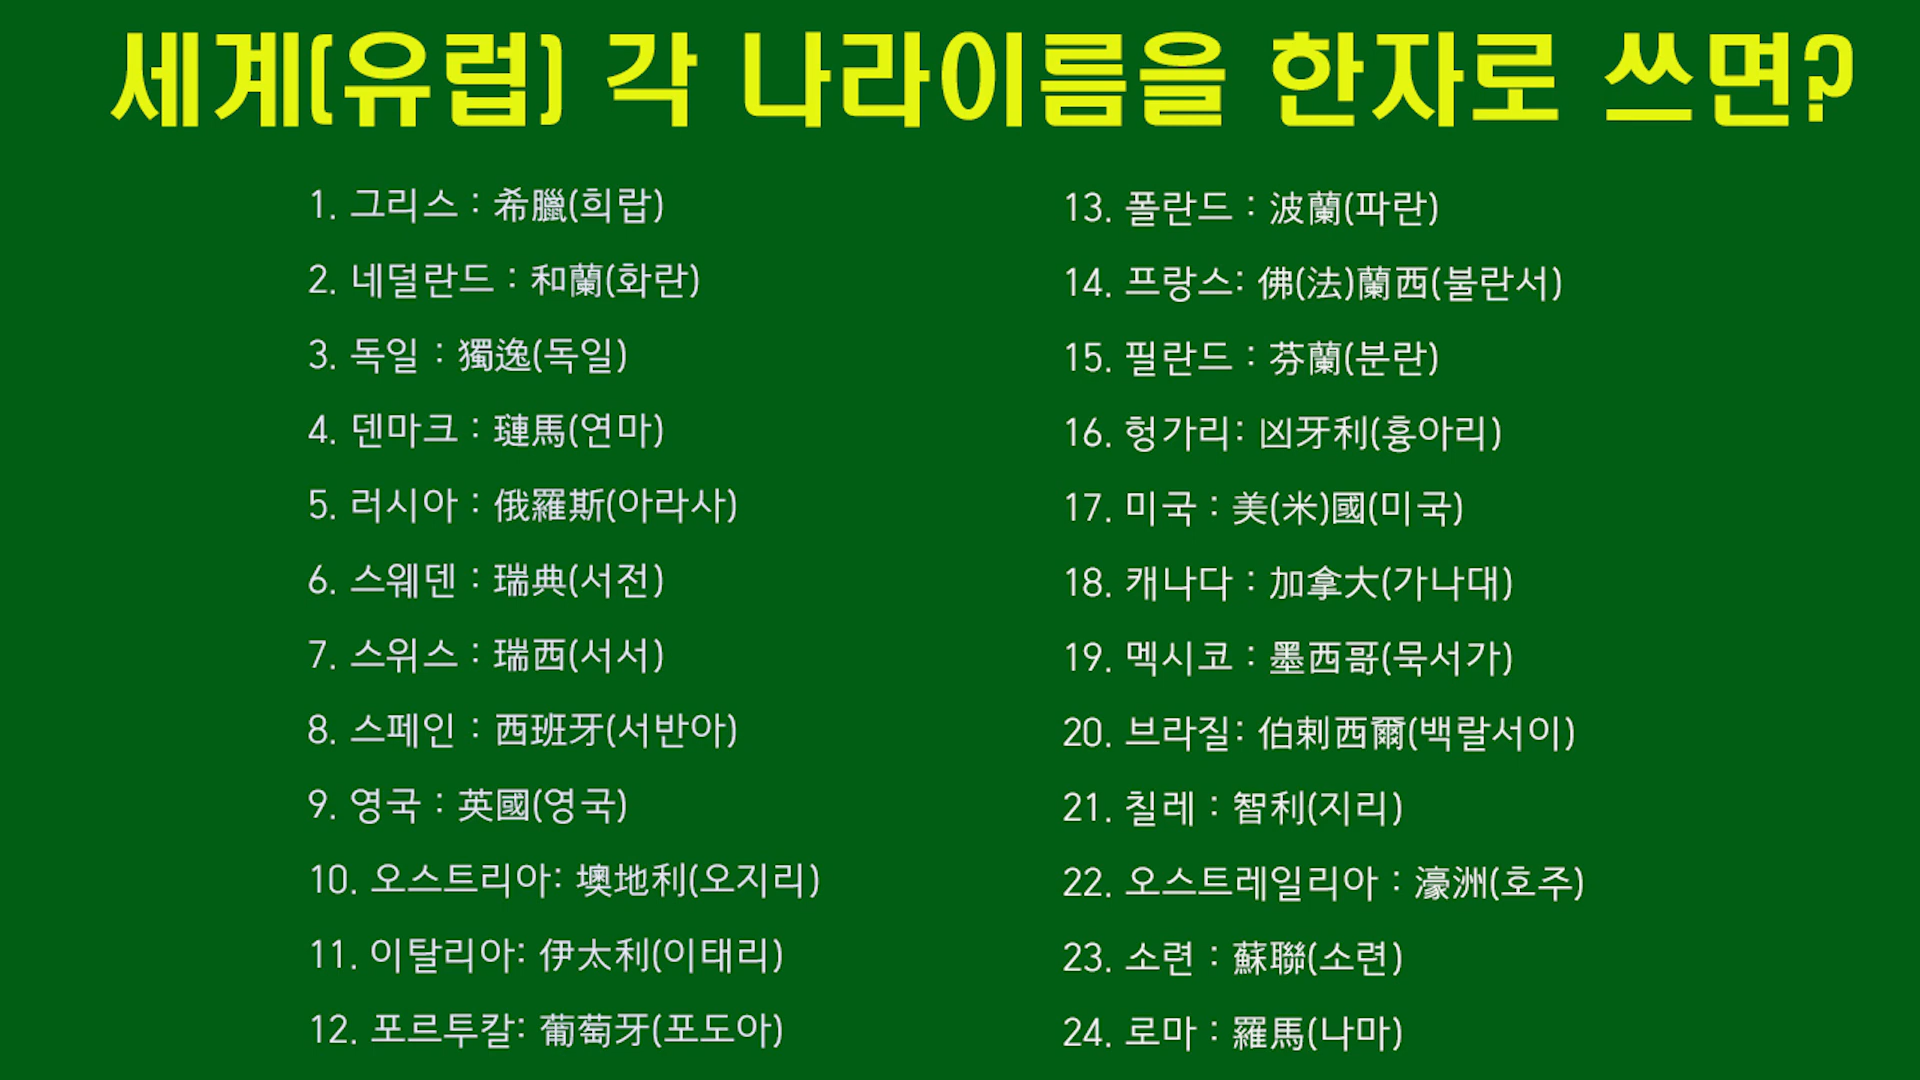 세계(유럽) 각 나라이름을 한자로 쓰면?
1. 그리스 : 希臘(희랍)
2. 네덜란드 : 和蘭(화란)
3. 독일 : 獨逸(독일)
4. 덴마크 : 璉馬(연마)
5. 러시아 : 俄羅斯(아라사)
6. 스웨덴 : 瑞典(서전)
7. 스위스 : 瑞西(서서)
8. 스페인 : 西班牙(서반아)
9. 영국 : 英國(영국)
10. 오스트리아: 墺地利(오지리)
11. 이탈리아: 伊太利(이태리)
12. 포르투칼: 葡萄牙(포도아)
13. 폴란드 : 波蘭(파란)
14. 프랑스: 佛(法)蘭西(불란서)
15. 필란드 : 芬蘭(분란)
16. 헝가리: 凶牙利(흉아리)
17. 미국 : 美(米)國(미국)
18. 캐나다 : 加拿大(가나대)
19. 멕시코 : 墨西哥(묵서가)
20. 브라질: 伯剌西爾(백랄서이)
21. 칠레 : 智利(지리)
22. 오스트레일리아 : 濠洲(호주)
23. 소련 : 蘇聯(소련)
24. 로마 : 羅馬(나마)